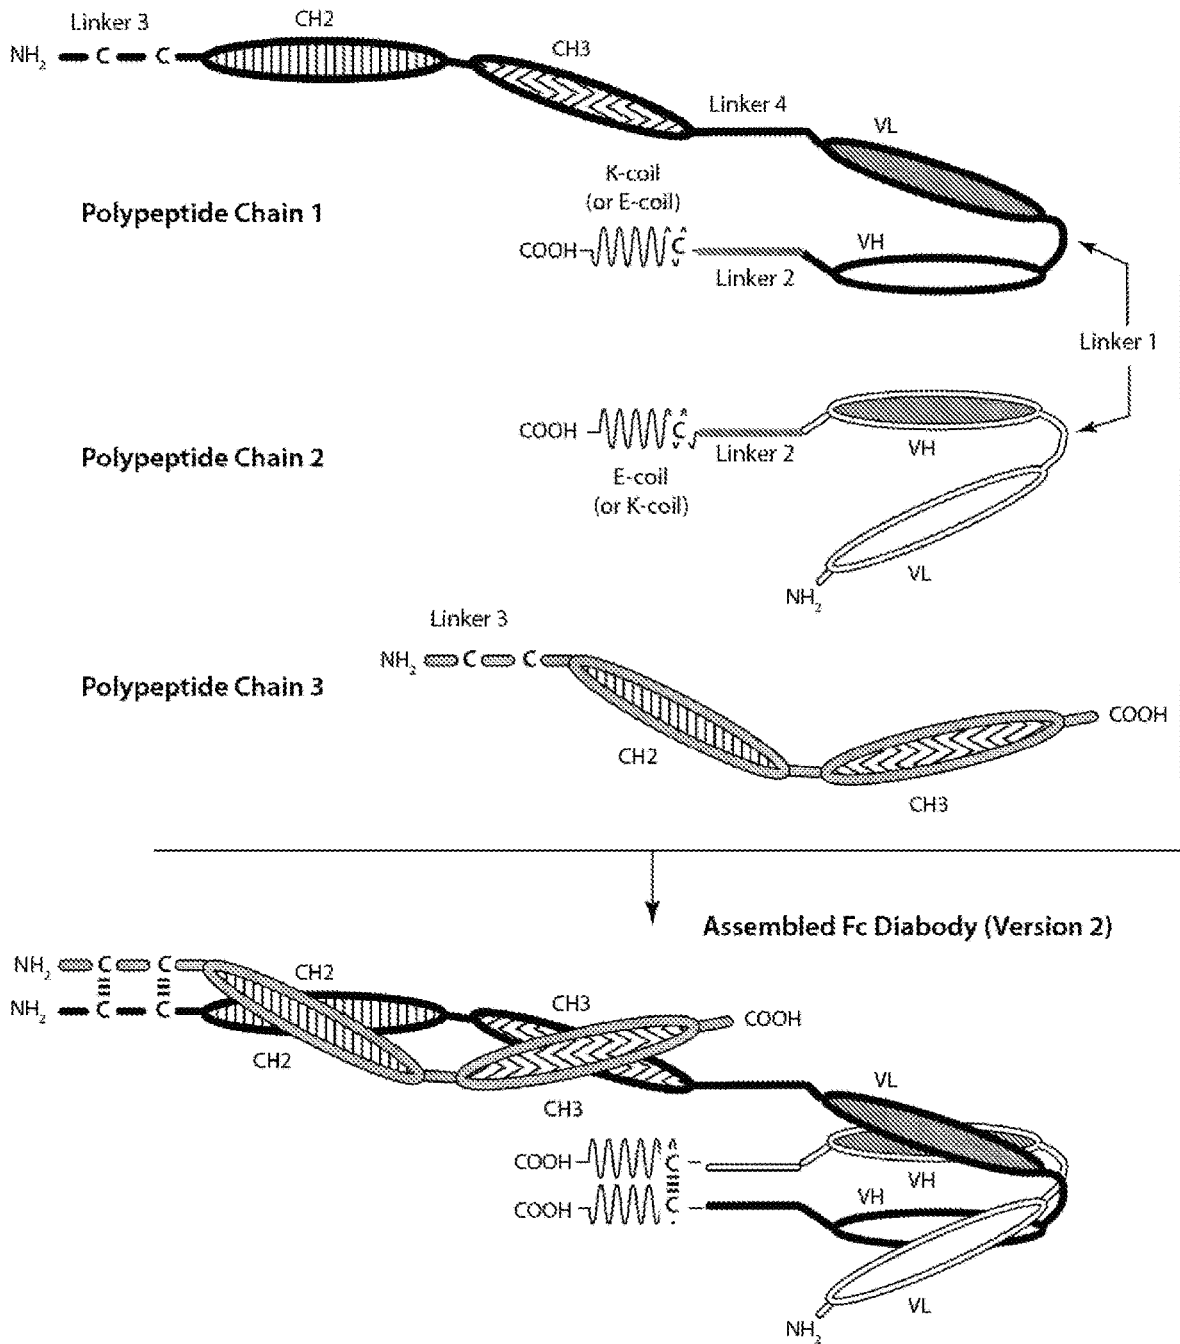 Linker 3
CH2
NH2 C C
CH3
Linker 4
VL
K-coil
(or E-coil)
Polypeptide Chain 1
COOH C
VH
Linker 2
Linker 1
COOH C
Linker 2
VH
Polypeptide Chain 2
E-coil
(or K-coil)
VL
NH2
Linker 3
NH2 C C
Polypeptide Chain 3
COOH
CH2
CH3
Assembled Fc Diabody (Version 2)
NH2 C C
CH2
NH2 C C
CH3
COOH
CH2
CH3
VL
COOH C
VH
VH
COOH C
VL
NH2